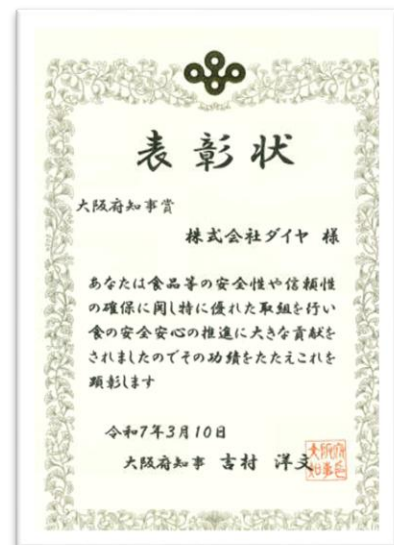 表彰状
大阪府知事賞
株式会社ダイヤ 様
あなたは食品等の安全性や信頼性
の確保に関し特に優れた取組を行い
食の安全安心の推進に大きな貢献を
されましたのでその功績をたたえこれを
顕彰します
令和7年3月10日
大阪府知事 吉村 洋文